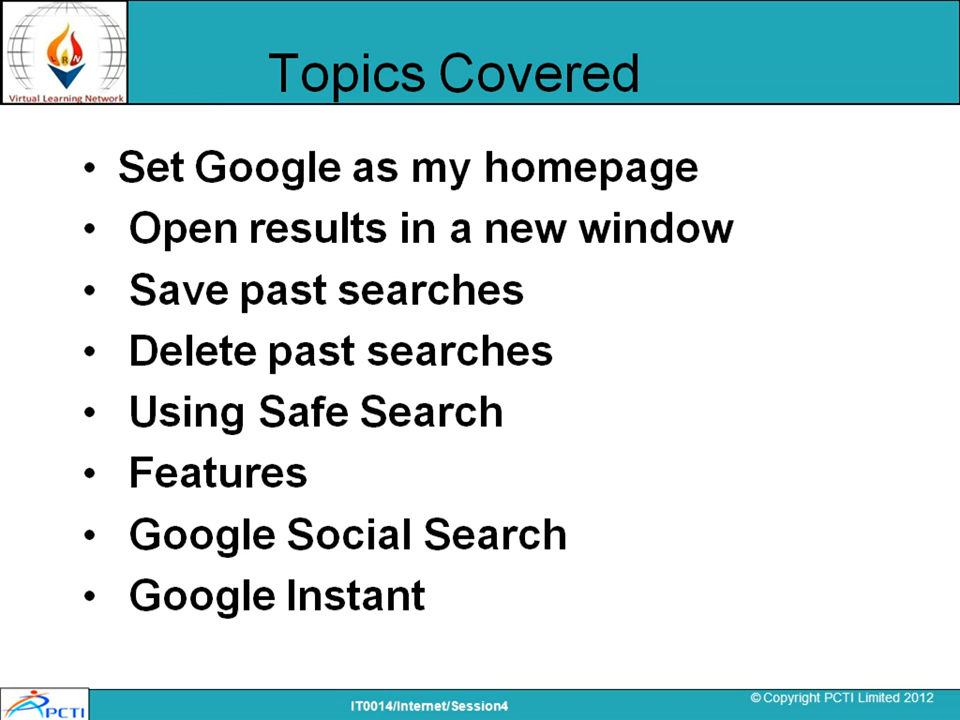 VRN
Virtual Learning Network
Topics Covered
• Set Google as my homepage
• Open results in a new window
• Save past searches
• Delete past searches
• Using Safe Search
• Features
• Google Social Search
• Google Instant
PCTI
IT0014/Internet/Session4
© Copyright PCTI Limited 2012